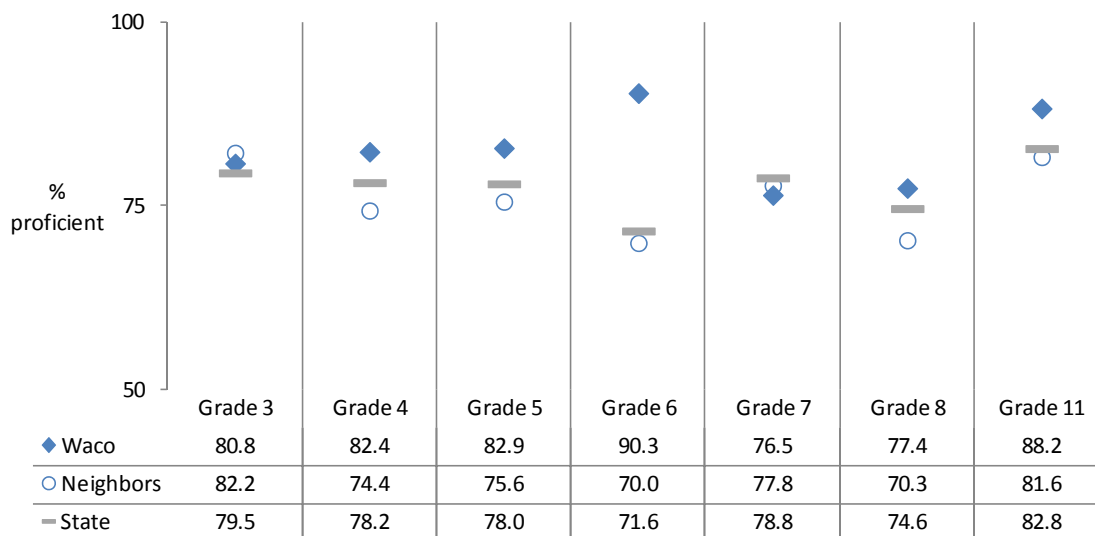 100
75
50
%
proficient
Grade 3 Grade 4 Grade 5 Grade 6 Grade 7 Grade 8 Grade 11
Waco 80.8 82.4 82.9 90.3 76.5 77.4 88.2
Neighbors 82.2 74.4 75.6 70.0 77.8 70.3 81.6
State 79.5 78.2 78.0 71.6 78.8 74.6 82.8